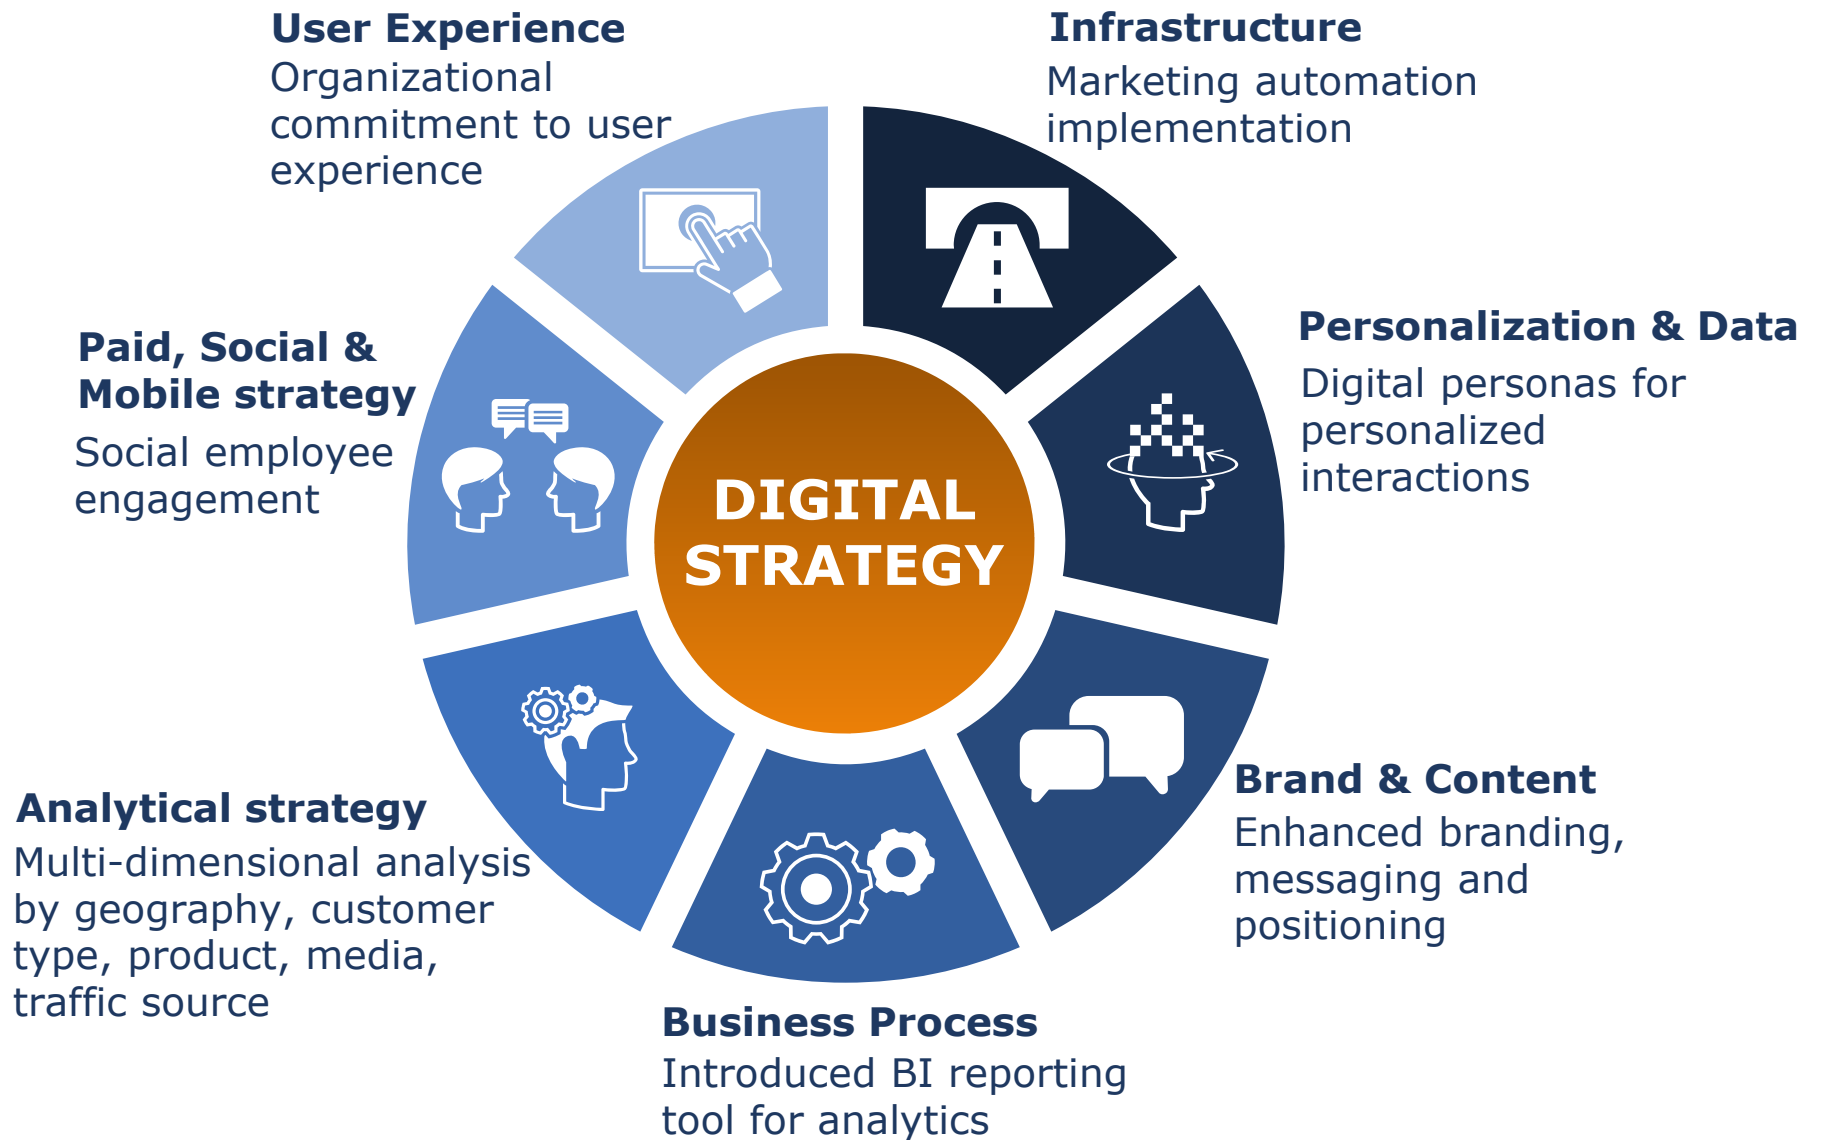 User Experience
Organizational
commitment to user
experience
Infrastructure
Marketing automation
implementation
Personalization & Data
Digital personas for
personalized
interactions
Paid, Social &
Mobile strategy
Social employee
engagement
DIGITAL
STRATEGY
Brand & Content
Enhanced branding,
messaging and
positioning
Analytical strategy
Multi-dimensional analysis
by geography, customer
type, product, media,
traffic source
Business Process
Introduced BI reporting
tool for analytics